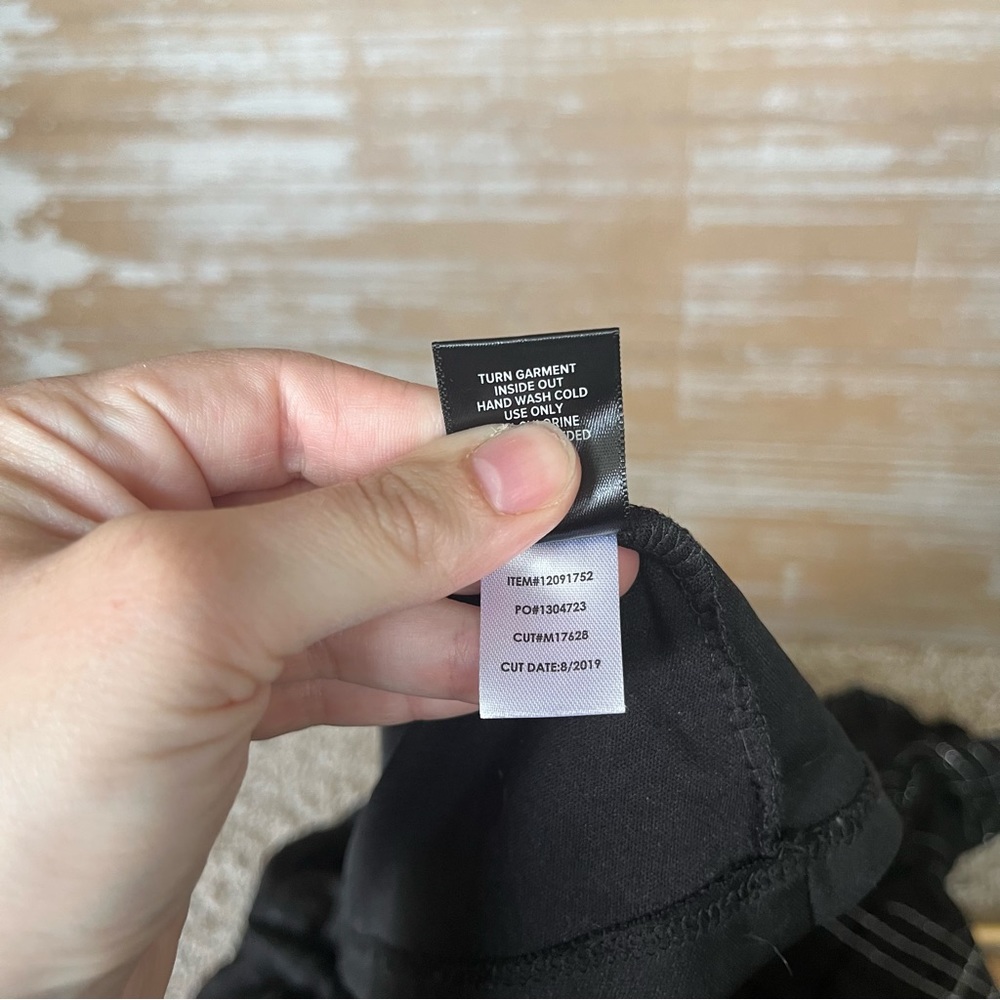 TURN GARMENT
INSIDE OUT
HAND WASH COLD
USE ONLY
ITEM#12091752
PO#1304723
CUT#M17628
CUT DATE:8/2019